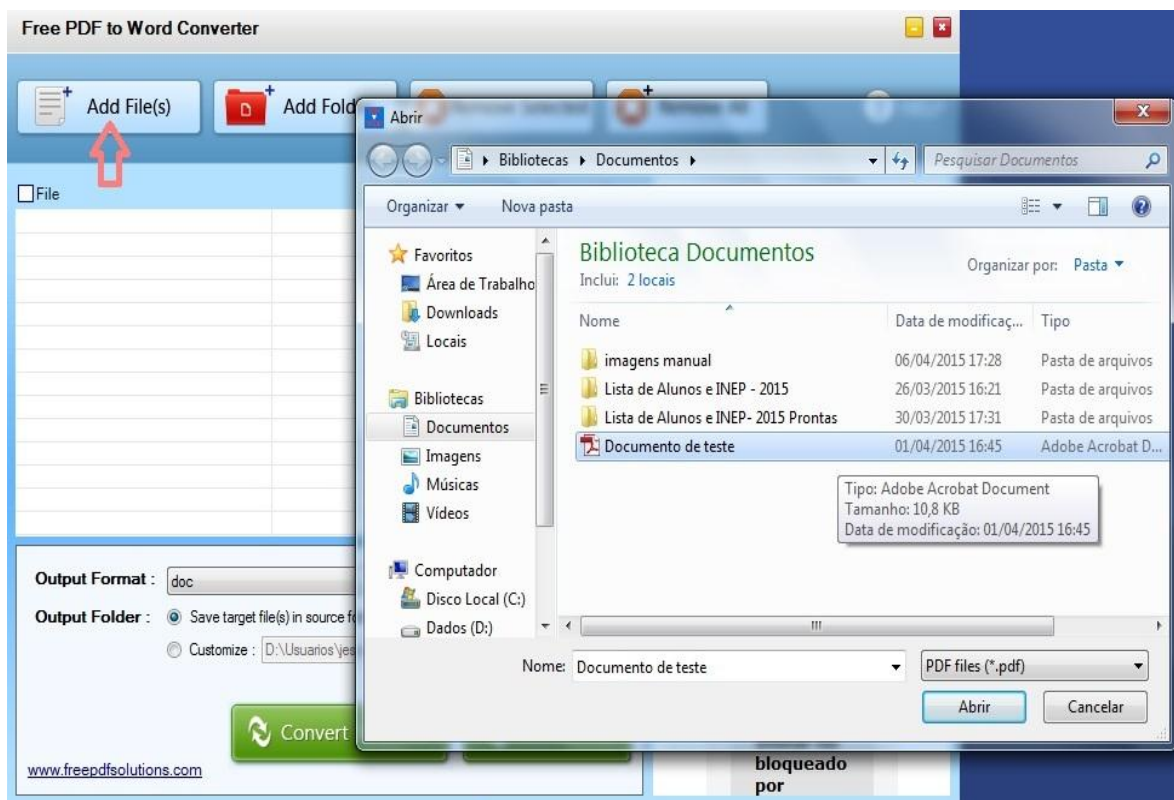 Free PDF to Word Converter
Add File(s)
Add Fold
File
Output Format : doc
Output Folder : Save target file(s) in source
Customize : D:\Usuarios\jes
Convert
www.freepdfsolutions.com
Abrir
Bibliotecas Documentos
Pesquisar Documentos
Organizar Nova pasta
Favoritos
Área de Trabalho
Downloads
Locais
Bibliotecas
Documentos
Imagens
Músicas
Vídeos
Computador
Disco Local (C:)
Dados (D:)
Biblioteca Documentos
Inclui: 2 locais
Organizar por: Pasta
Nome Data de modificaç... Tipo
imagens manual 06/04/2015 17:28 Pasta de arquivos
Lista de Alunos e INEP - 2015 26/03/2015 16:21 Pasta de arquivos
Lista de Alunos e INEP- 2015 Prontas 30/03/2015 17:31 Pasta de arquivos
Documento de teste 01/04/2015 16:45 Adobe Acrobat D...
Tipo: Adobe Acrobat Document
Tamanho: 10,8 KB
Data de modificação: 01/04/2015 16:45
Nome: Documento de teste
PDF files (*.pdf)
Abrir Cancelar
bloqueado
por